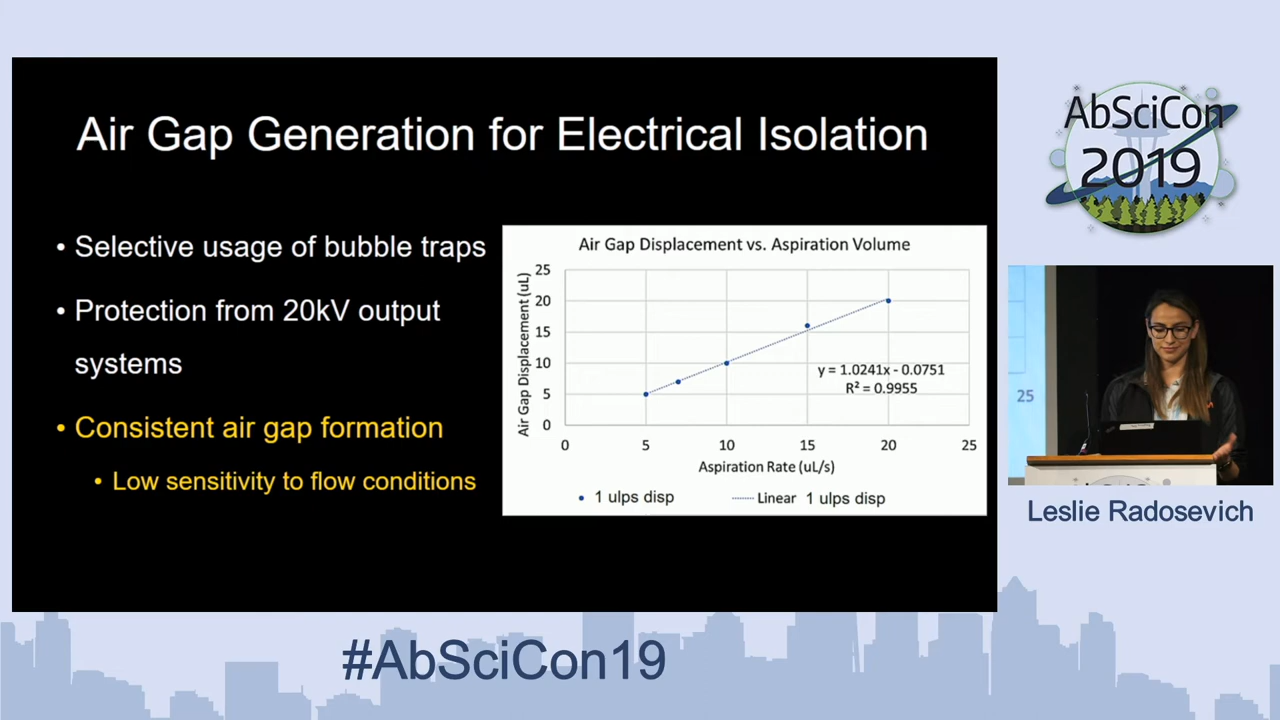 Air Gap Generation for Electrical Isolation
• Selective usage of bubble traps
• Protection from 20kV output
systems
• Consistent air gap formation
• Low sensitivity to flow conditions
Air Gap Displacement vs. Aspiration Volume
Air Gap Displacement (uL)
25
20
15
10
5
0
y = 1.0241x - 0.0751
R² = 0.9955
0 5 10 15 20 25
Aspiration Rate (uL/s)
1 ulps disp
Linear 1 ulps disp
AbSciCon
2019
25
Leslie Radosevich
#AbSciCon19